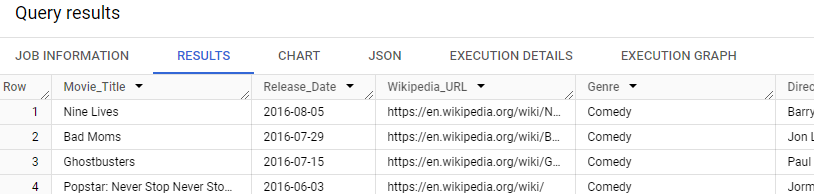 Query results
JOB INFORMATION RESULTS CHART JSON EXECUTION DETAILS EXECUTION GRAPH
Row Movie_Title Release_Date Wikipedia_URL Genre Direc
1 Nine Lives 2016-08-05 https://en.wikipedia.org/wiki/N... Comedy Barry
2 Bad Moms 2016-07-29 https://en.wikipedia.org/wiki/B... Comedy Jon L
3 Ghostbusters 2016-07-15 https://en.wikipedia.org/wiki/G... Comedy Paul
4 Popstar: Never Stop Never Sto... 2016-06-03 https://en.wikipedia.org/wiki/ Comedy Jorm